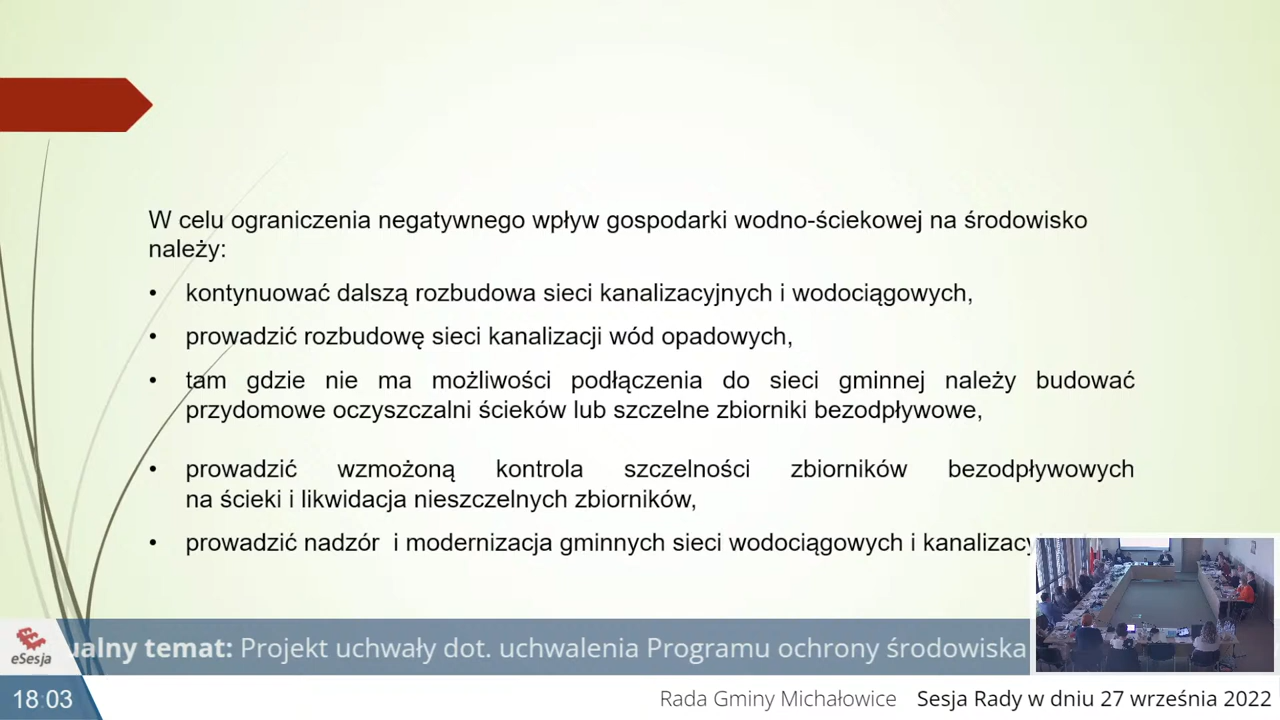 W celu ograniczenia negatywnego wpływ gospodarki wodno-ściekowej na środowisko
należy:
• kontynuować dalszą rozbudowa sieci kanalizacyjnych i wodociągowych,
• prowadzić rozbudowę sieci kanalizacji wód opadowych,
• tam gdzie nie ma możliwości podłączenia do sieci gminnej należy budować
przydomowe oczyszczalni ścieków lub szczelne zbiorniki bezodpływowe,
• prowadzić wzmożoną kontrola szczelności zbiorników bezodpływowych
na ścieki i likwidacja nieszczelnych zbiorników,
• prowadzić nadzór i modernizacja gminnych sieci wodociągowych i
eSesja
temat: Projekt uchwały dot. uchwalenia Programu ochrony środowiska
18:03
Rada Gminy Michałowice Sesja Rady w dniu 27 września 2022